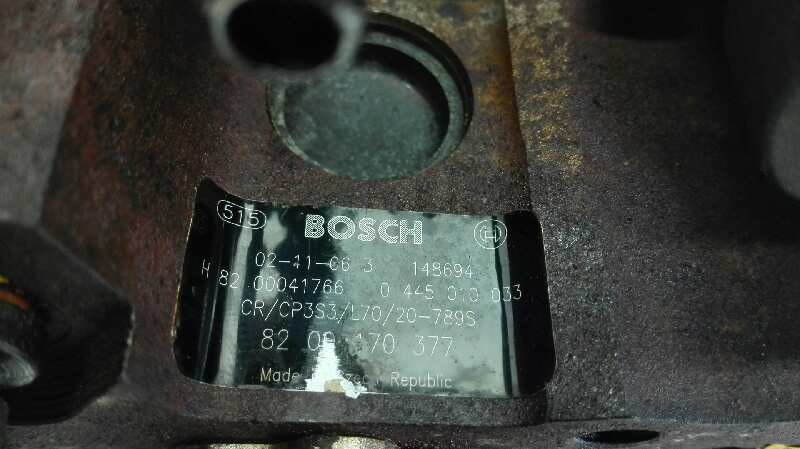 515 BOSCH
02-11-06 3 148694
H 82 00041766 0 445 010 033
CR/CP3S3/L70/20-789S
82 00 170 377
Made Czech Republic